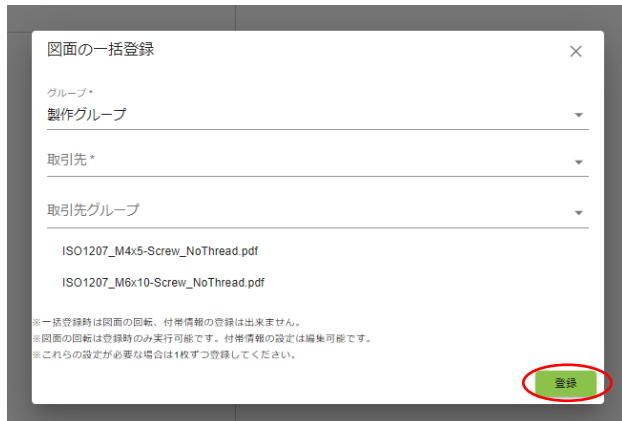 図面の一括登録
グループ *
製作グループ
取引先 *
取引先グループ
ISO1207_M4x5-Screw_NoThread.pdf
ISO1207_M6x10-Screw_NoThread.pdf
※一括登録時は図面の回転、付帯情報の登録は出来ません。
※図面の回転は登録時のみ実行可能です。付帯情報の設定は編集可能です。
※これらの設定が必要な場合は1枚ずつ登録してください。
登録